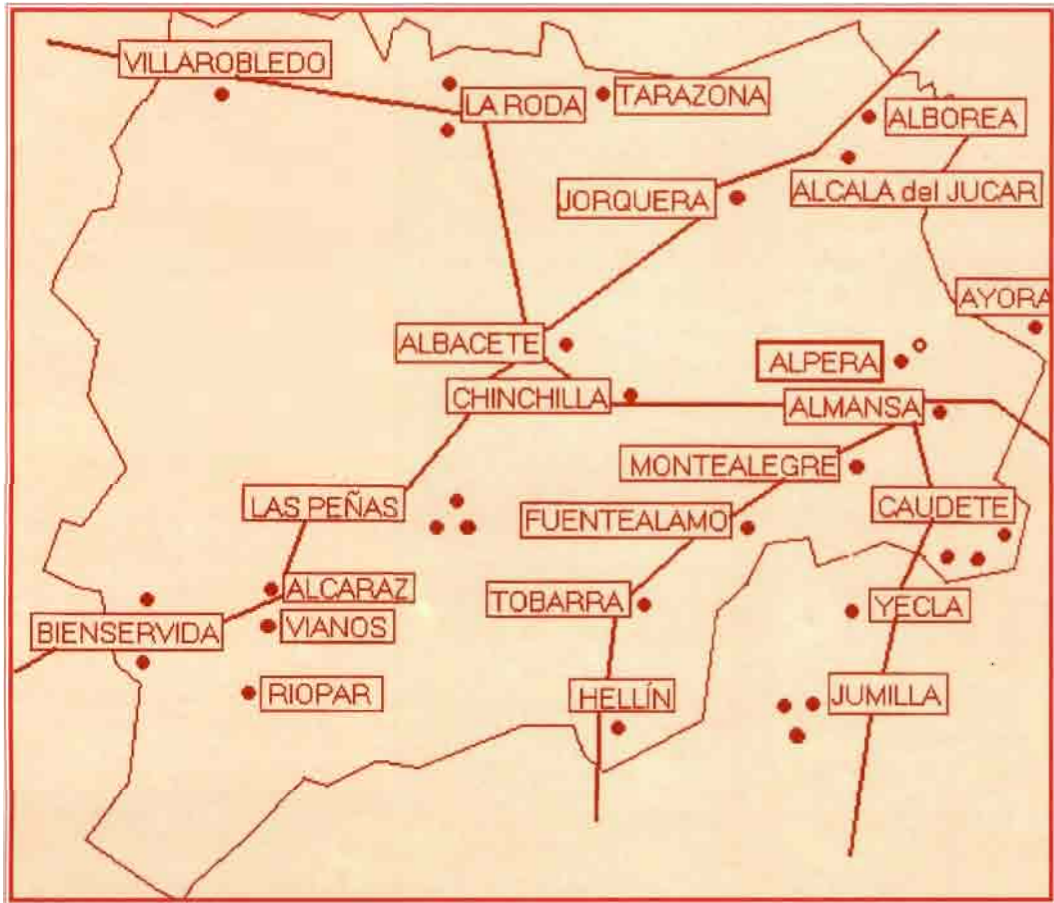 VILLAROBLEDO
LA RODA
TARAZONA
ALBOREA
ALCALA del JUCAR
JORQUERA
AYORA
ALBACETE
ALPERA
CHINCHILLA
ALMANSA
MONTEALEGRE
LAS PEÑAS
FUENTEALAMO
CAUDETE
ALCARAZ
TOBARRA
YECLA
BIENSERVIDA
VIANOS
RIOPAR
HELLÍN
JUMILLA